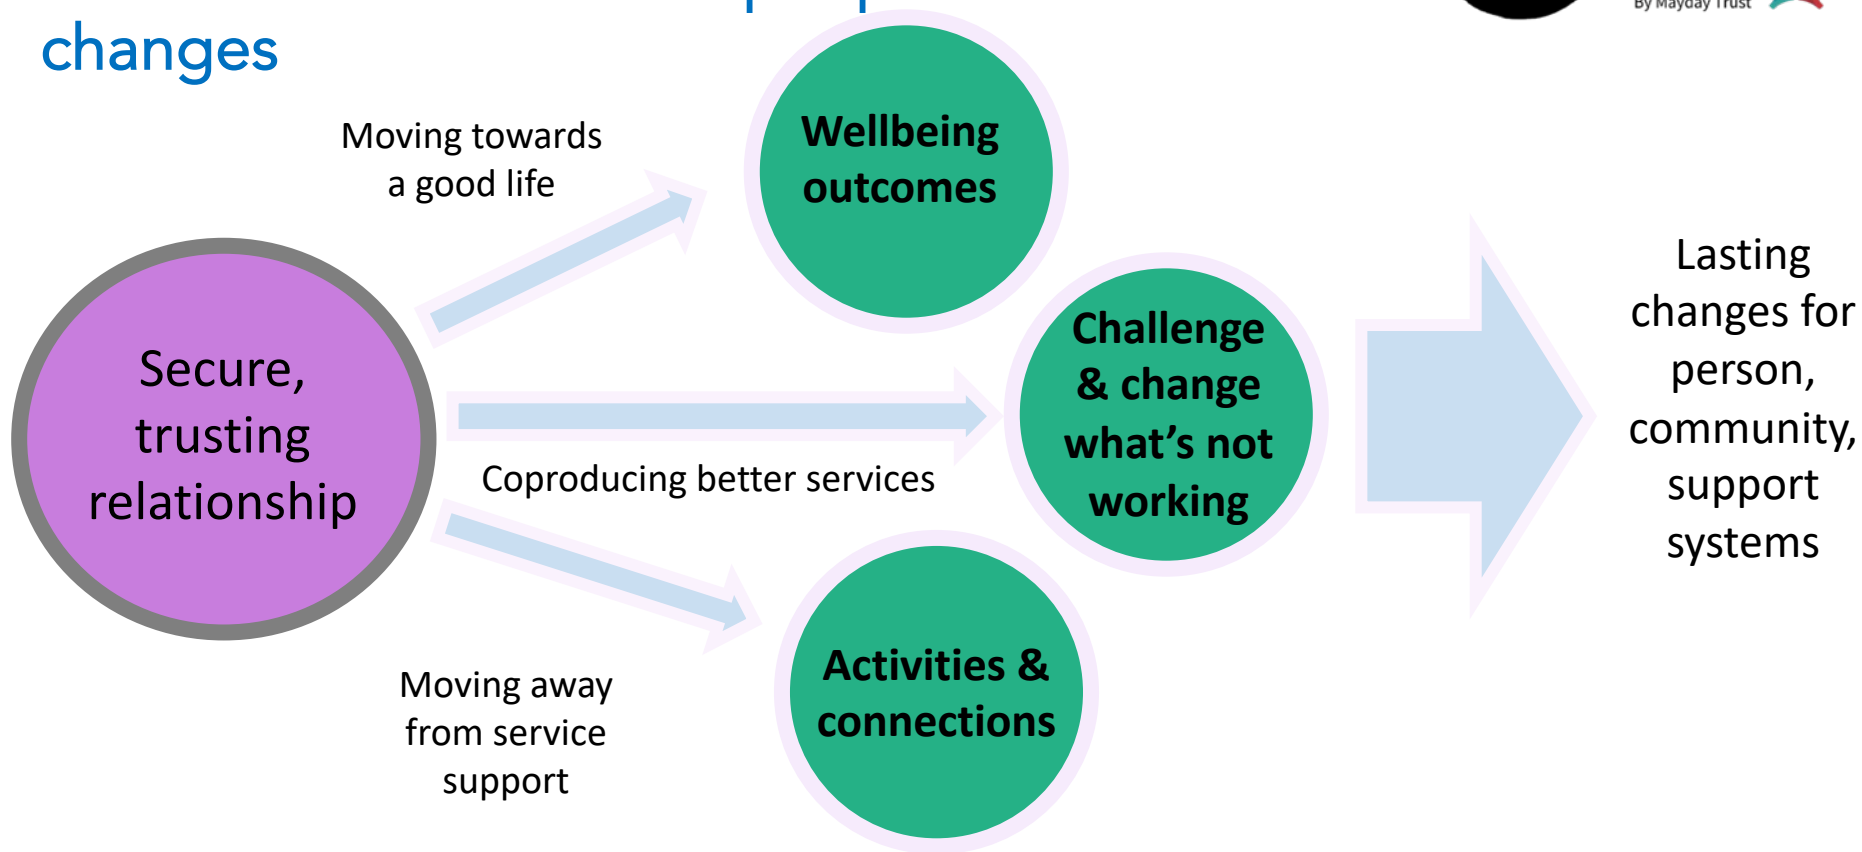 changes
By Mayday Trust
Moving towards
a good life
Wellbeing
outcomes
Secure,
trusting
relationship
Coproducing better services
Challenge
& change
what’s not
working
Lasting
changes for
person,
community,
support
systems
Moving away
from service
support
Activities &
connections